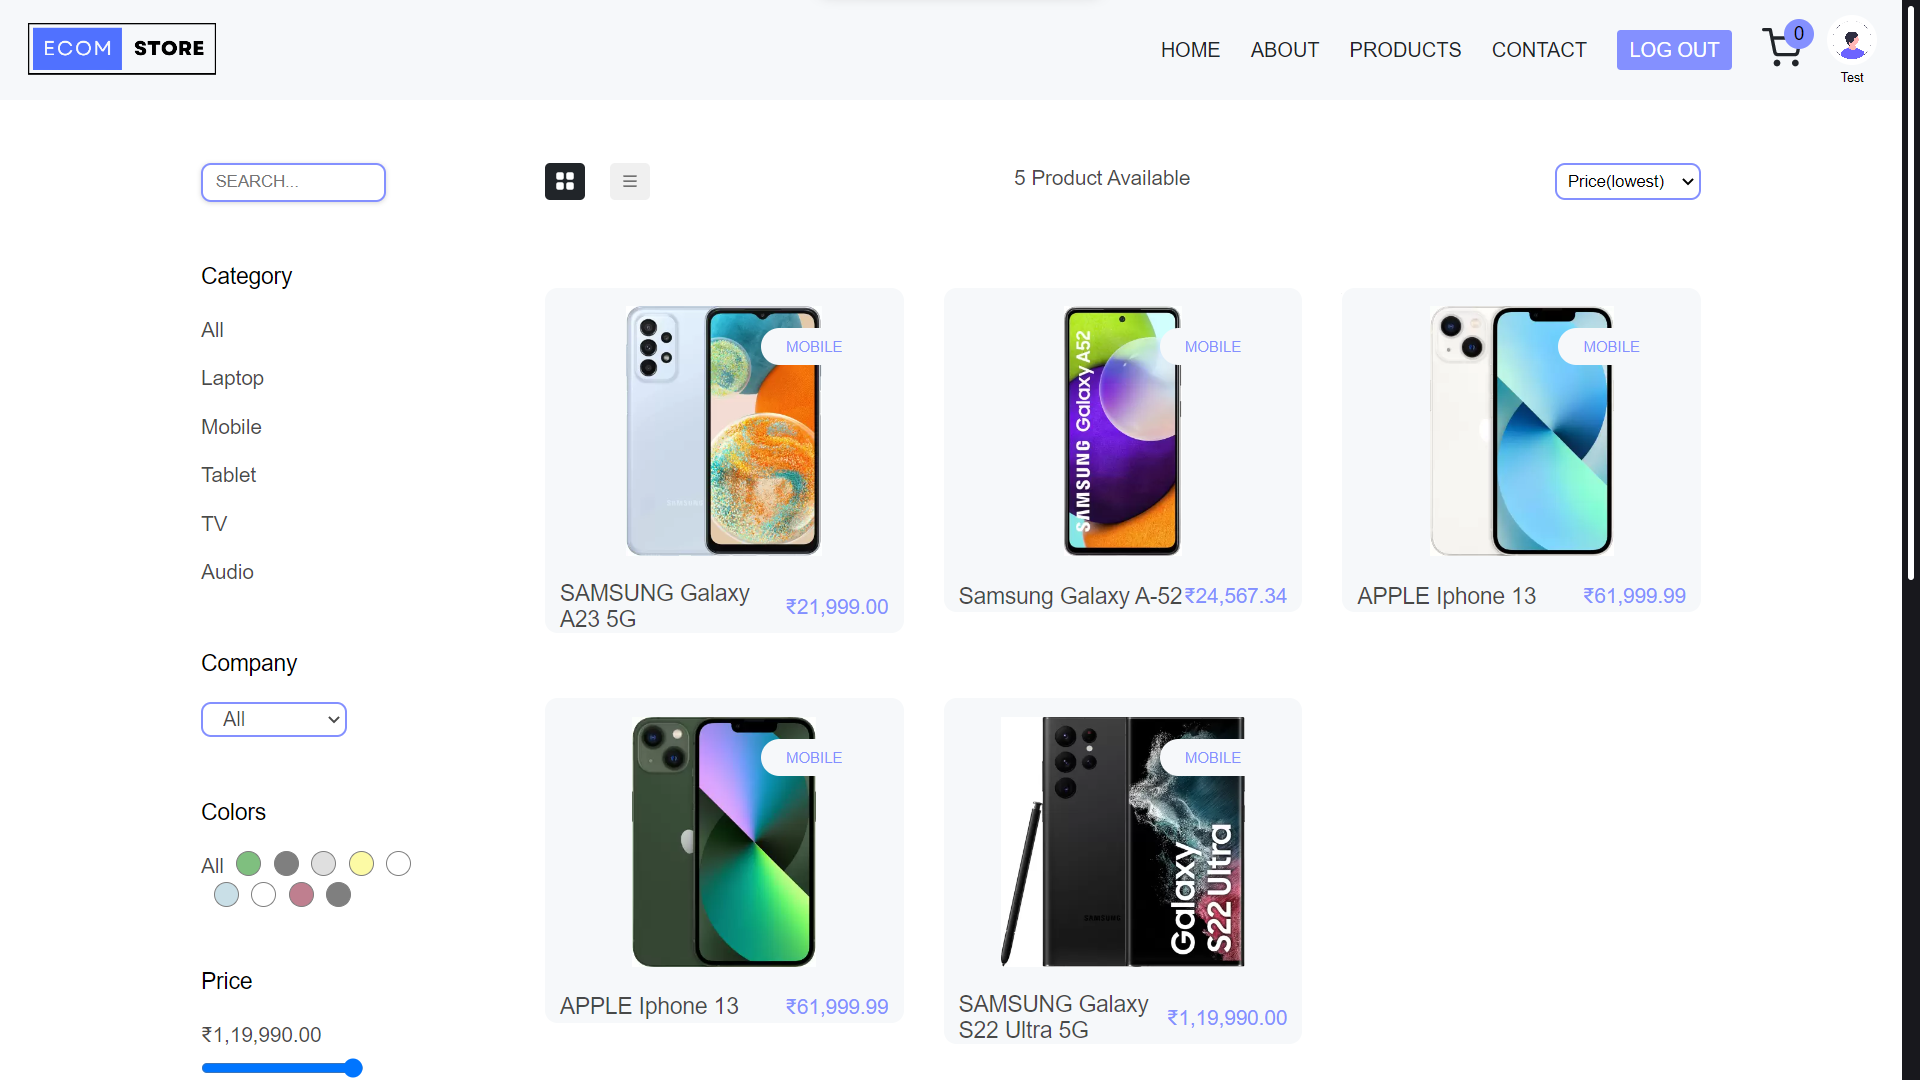 ECOM STORE
HOME ABOUT PRODUCTS CONTACT LOG OUT 0
Test
SEARCH...
5 Product Available
Price(lowest)
Category
All
Laptop
Mobile
Tablet
TV
Audio
Company
All
Colors
All
Price
₹1,19,990.00
MOBILE
SAMSUNG
SAMSUNG Galaxy
A23 5G
₹21,999.00
MOBILE
SAMSUNG Galaxy A52
Samsung Galaxy A-52
₹24,567.34
MOBILE
APPLE Iphone 13
₹61,999.99
MOBILE
APPLE Iphone 13
₹61,999.99
MOBILE
SAMSUNG
Galaxy
S22 Ultra
SAMSUNG Galaxy
S22 Ultra 5G
₹1,19,990.00